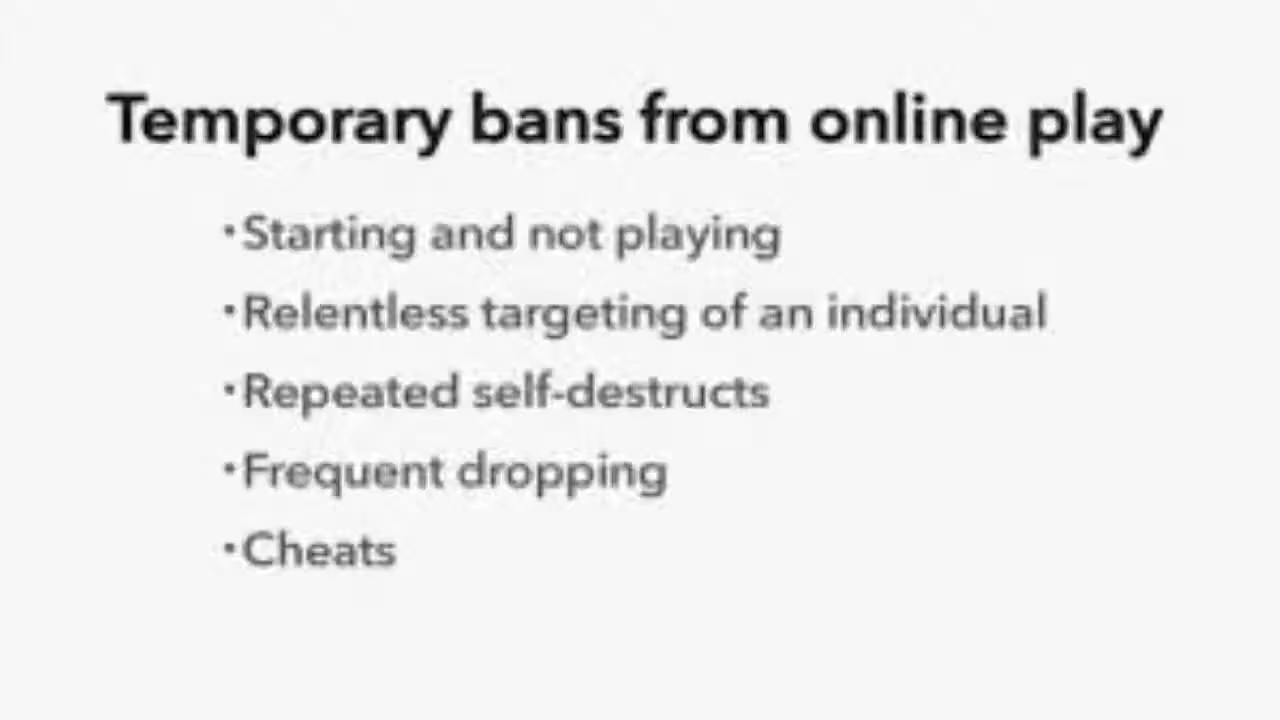 Temporary bans from online play
・Starting and not playing
・Relentless targeting of an individual
・Repeated self-destructs
・Frequent dropping
・Cheats